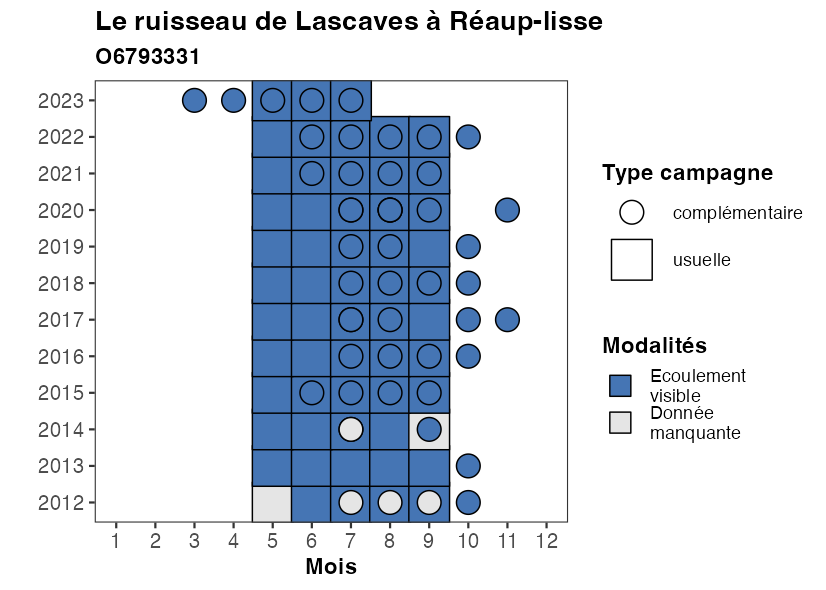 Le ruisseau de Lascaves à Réaup-lisse
O6793331
2023
2022
2021
2020
2019
2018
2017
2016
2015
2014
2013
2012
1 2 3 4 5 6 7 8 9 10 11 12
Mois
Type campagne
complémentaire
usuelle
Modalités
Ecoulement
visible
Donnée
manquante